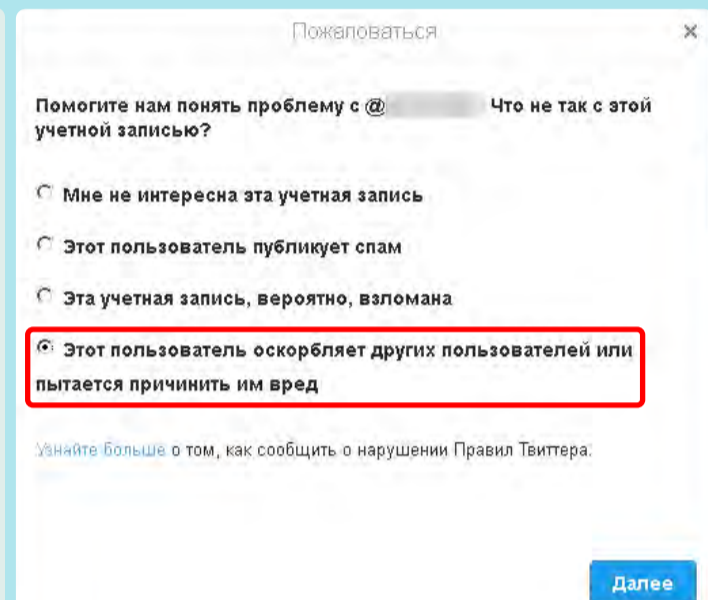 Пожаловаться
Помогите нам понять проблему с @ Что не так с этой
учетной записью?
Мне не интересна эта учетная запись
Этот пользователь публикует спам
Эта учетная запись, вероятно, взломана
Этот пользователь оскорбляет других пользователей или
пытается причинить им вред
Узнайте больше о том, как сообщить о нарушении Правил Твиттера.
Далее